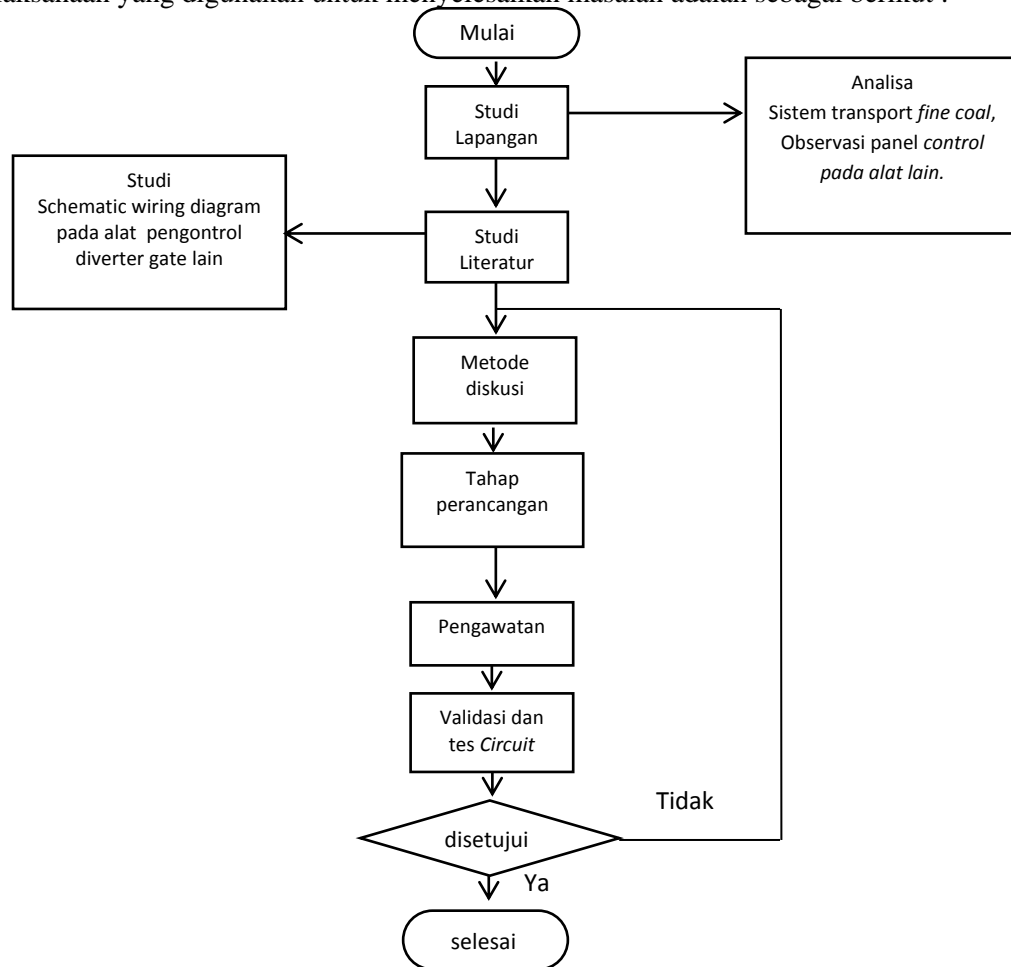 yang digunakan untuk menyelesaikan masalah adalah sebagai berikut :
Mulai
Studi
Lapangan
Analisa
Sistem transport fine coal,
Observasi panel control
pada alat lain.
Studi
Literatur
Studi
Schematic wiring diagram
pada alat pengontrol
diverter gate lain
Metode
diskusi
Tahap
perancangan
Pengawatan
Validasi dan
tes Circuit
disetujui
Tidak
Ya
selesai